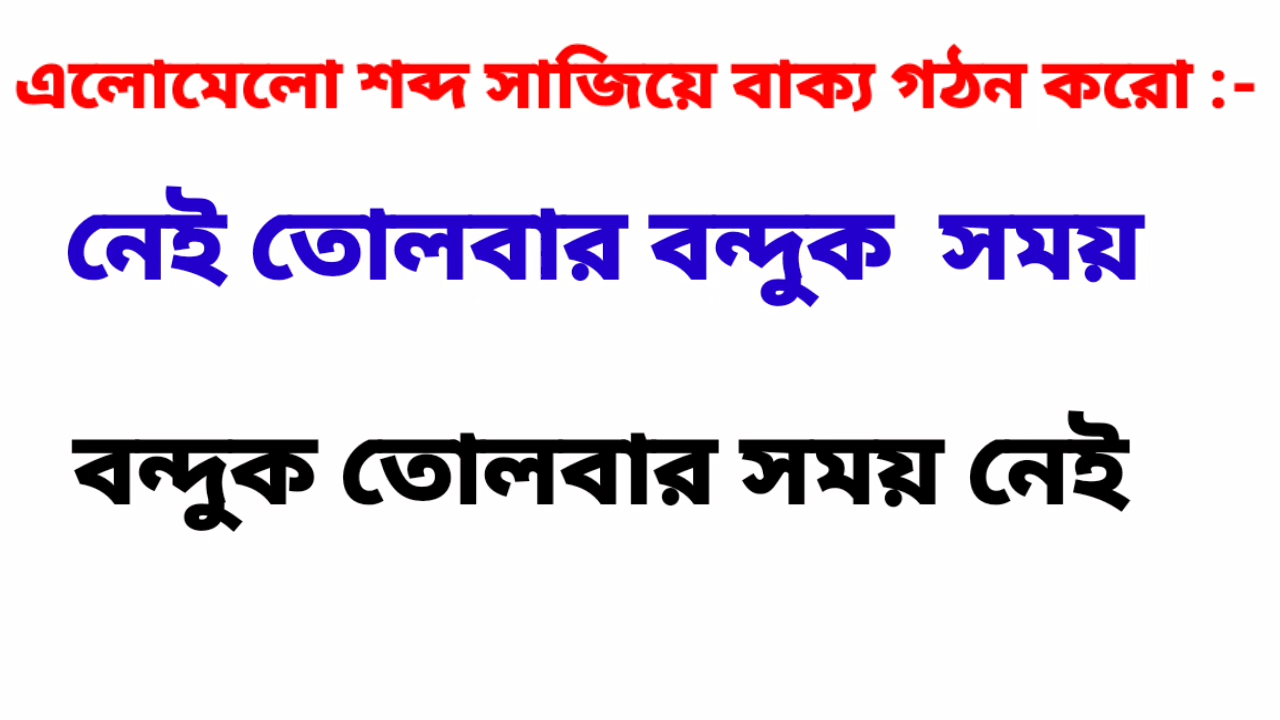 এলোমেলো শব্দ সাজিয়ে বাক্য গঠন করো :-
নেই তোলবার বন্দুক সময়
বন্দুক তোলবার সময় নেই